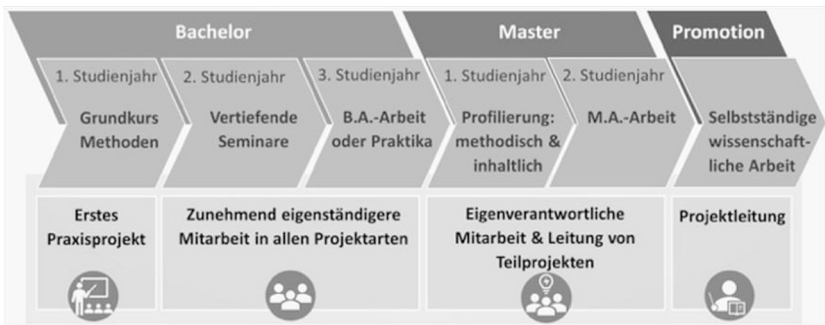 Bachelor
Master
Promotion
1. Studienjahr
Grundkurs
Methoden
2. Studienjahr
Vertiefende
Seminare
3. Studienjahr
B.A.-Arbeit
oder Praktika
1. Studienjahr
Profilierung:
methodisch &
inhaltlich
2. Studienjahr
M.A.-Arbeit
Selbstständige
wissenschaft-
liche Arbeit
Erstes
Praxisprojekt
Zunehmend eigenständigere
Mitarbeit in allen Projektarten
Eigenverantwortliche
Mitarbeit & Leitung von
Teilprojekten
Projektleitung